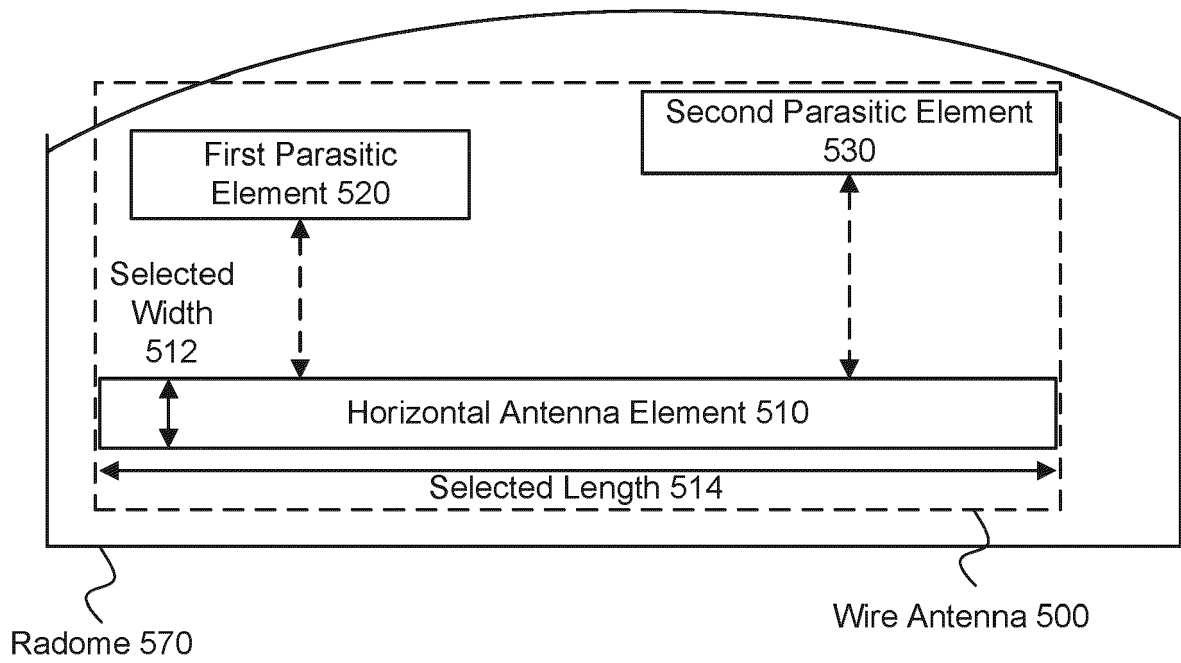 Second Parasitic Element
530
First Parasitic
Element 520
Selected
Width
512
Horizontal Antenna Element 510
Selected Length 514
Wire Antenna 500
Radome 570